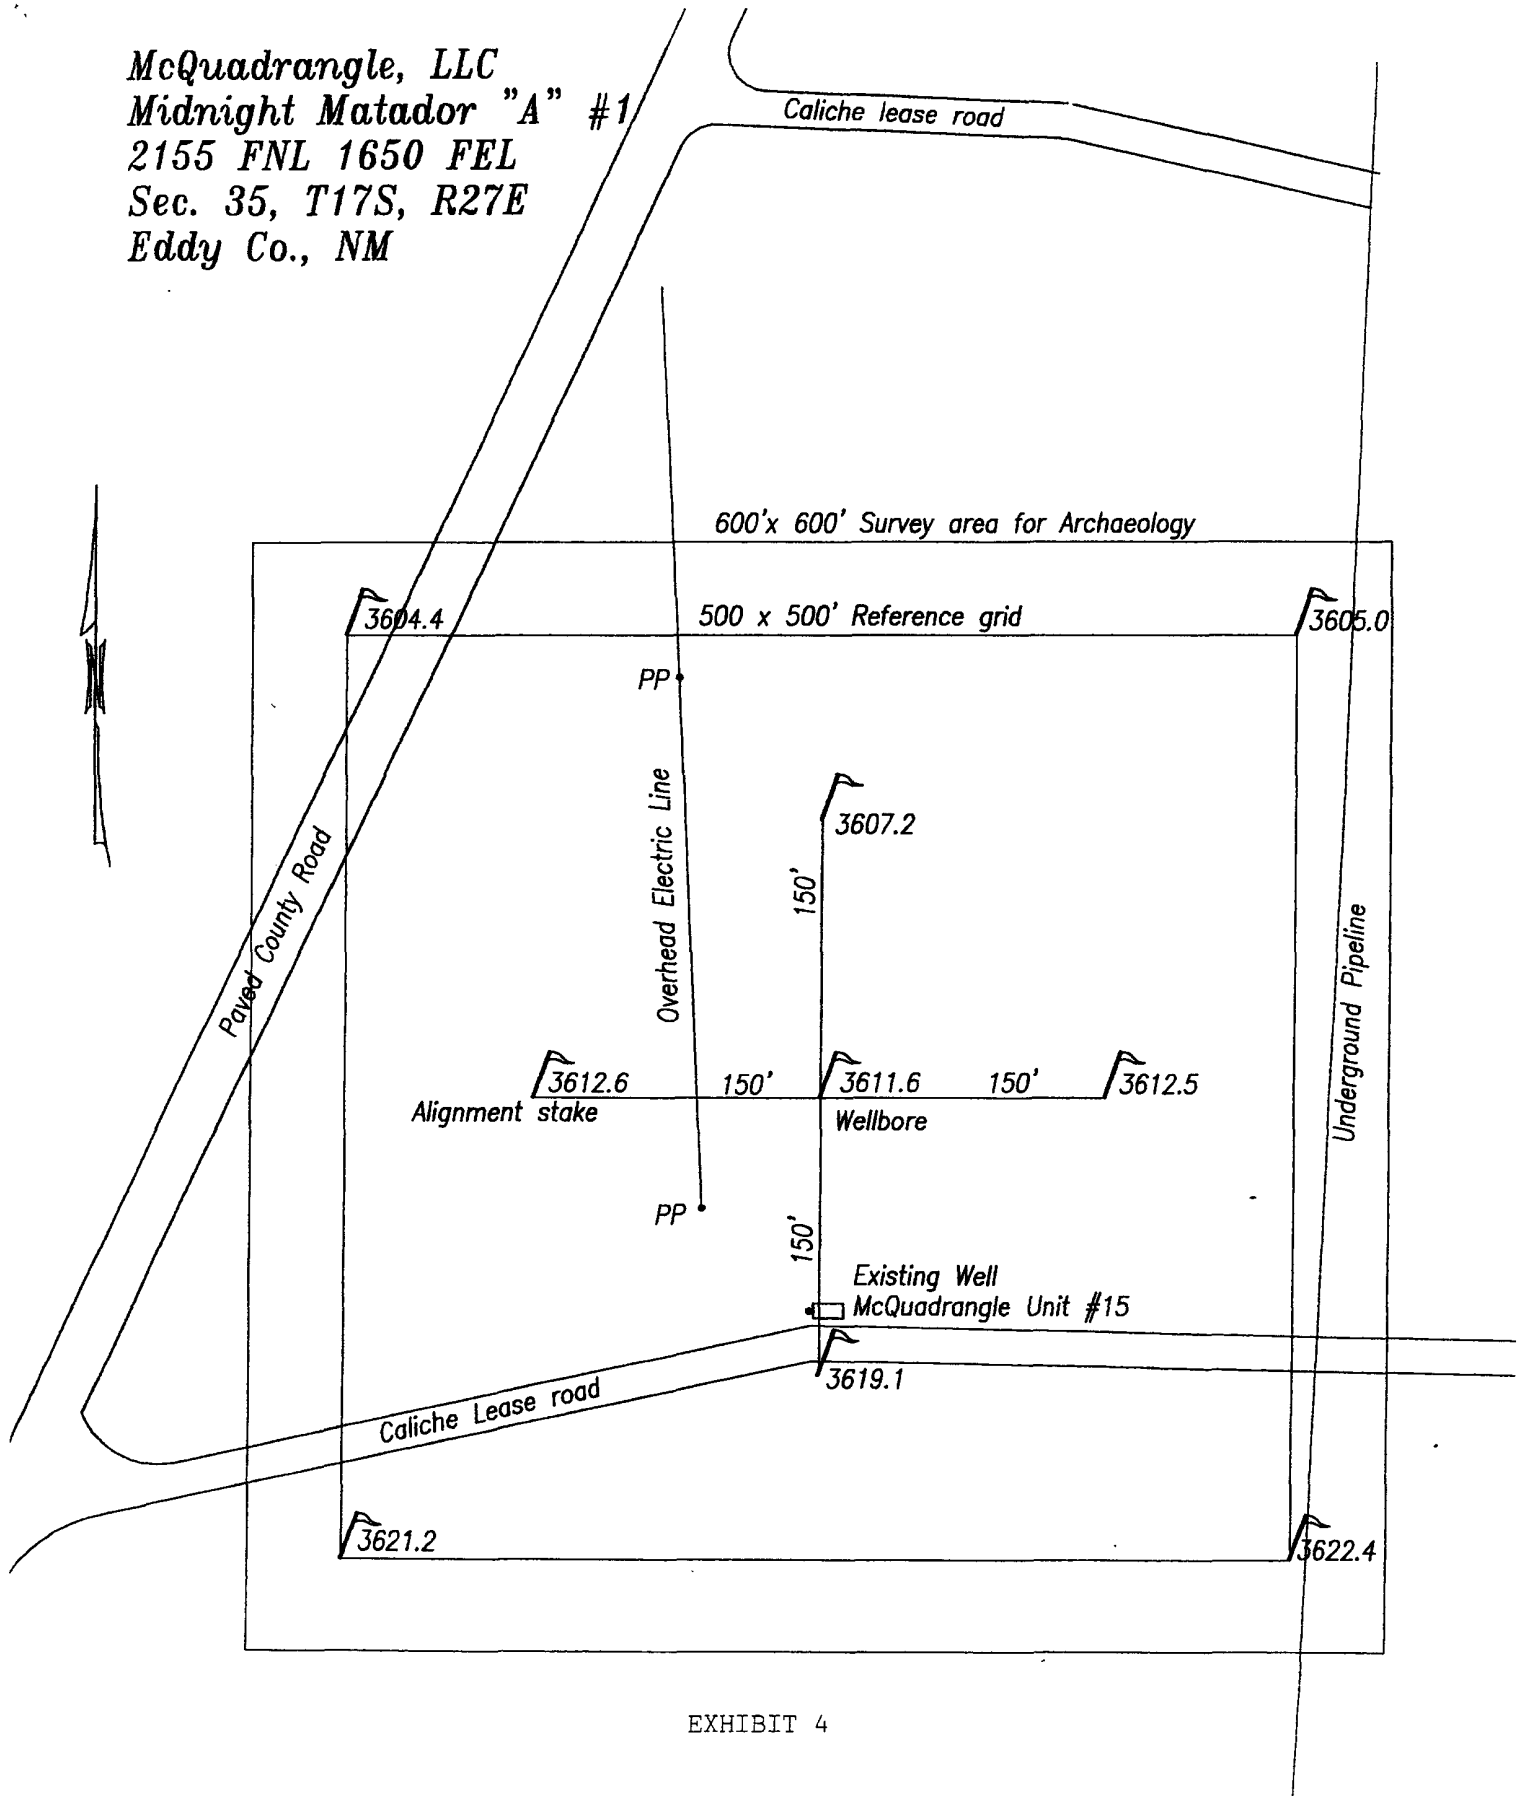 McQuadrangle, LLC
Midnight Matador "A" #1
2155 FNL 1650 FEL
Sec. 35, T17S, R27E
Eddy Co., NM
Caliche lease road
600'x 600' Survey area for Archaeology
3604.4
500 x 500' Reference grid
3605.0
PP
Overhead Electric Line
3607.2
150'
Paved County Road
Underground Pipeline
3612.6
150'
3611.6
150'
3612.5
Alignment stake
Wellbore
PP
150'
Existing Well
McQuadrangle Unit #15
3619.1
Caliche Lease road
3621.2
3622.4
EXHIBIT 4